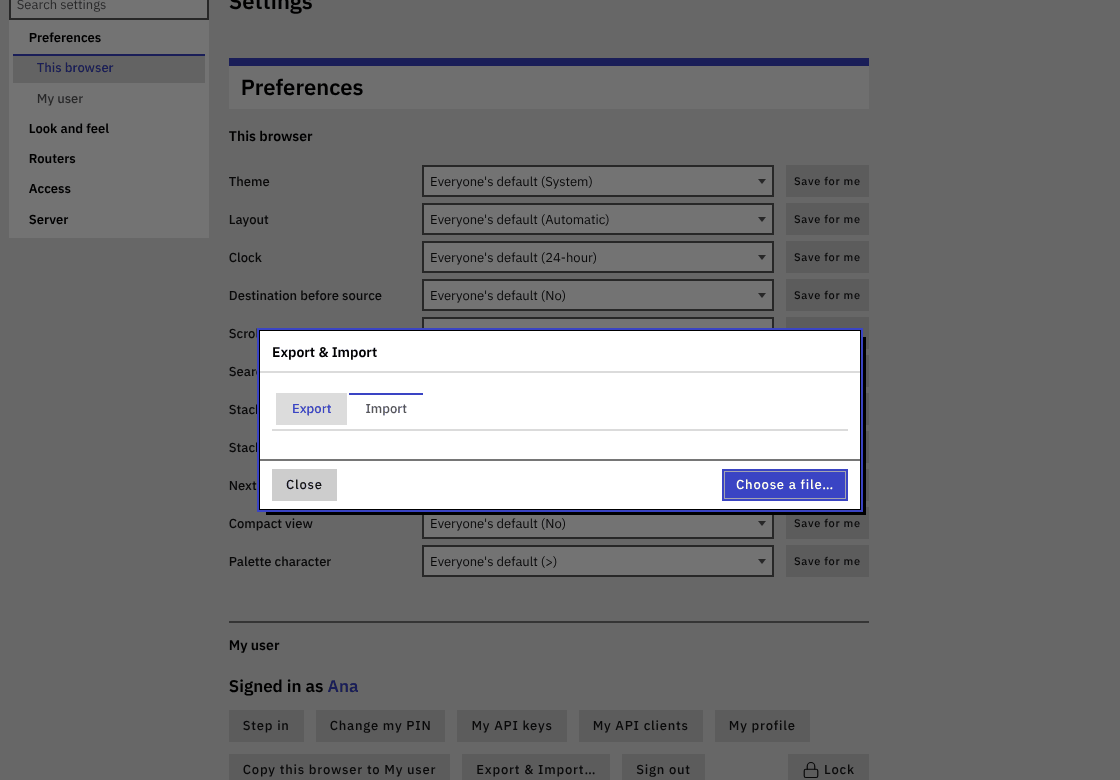 Search settings
Settings
Preferences
This browser
My user
Look and feel
Routers
Access
Server
Preferences
This browser
Theme
Everyone's default (System)
Save for me
Layout
Everyone's default (Automatic)
Save for me
Clock
Everyone's default (24-hour)
Save for me
Destination before source
Everyone's default (No)
Save for me
Export & Import
Export
Import
Close
Choose a file…
Next
Compact view
Everyone's default (No)
Save for me
Palette character
Everyone's default (>)
Save for me
My user
Signed in as Ana
Step in
Change my PIN
My API keys
My API clients
My profile
Copy this browser to My user
Export & Import…
Sign out
Lock